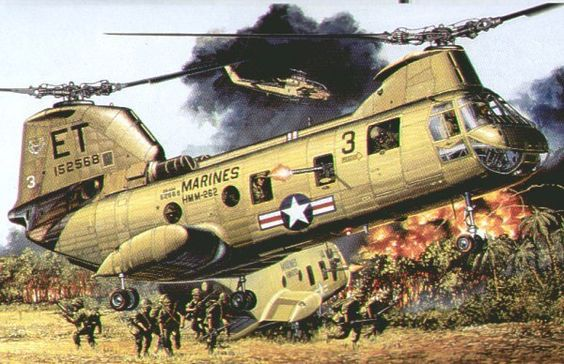 ET
152568
3
MARINES
HMM-262
3